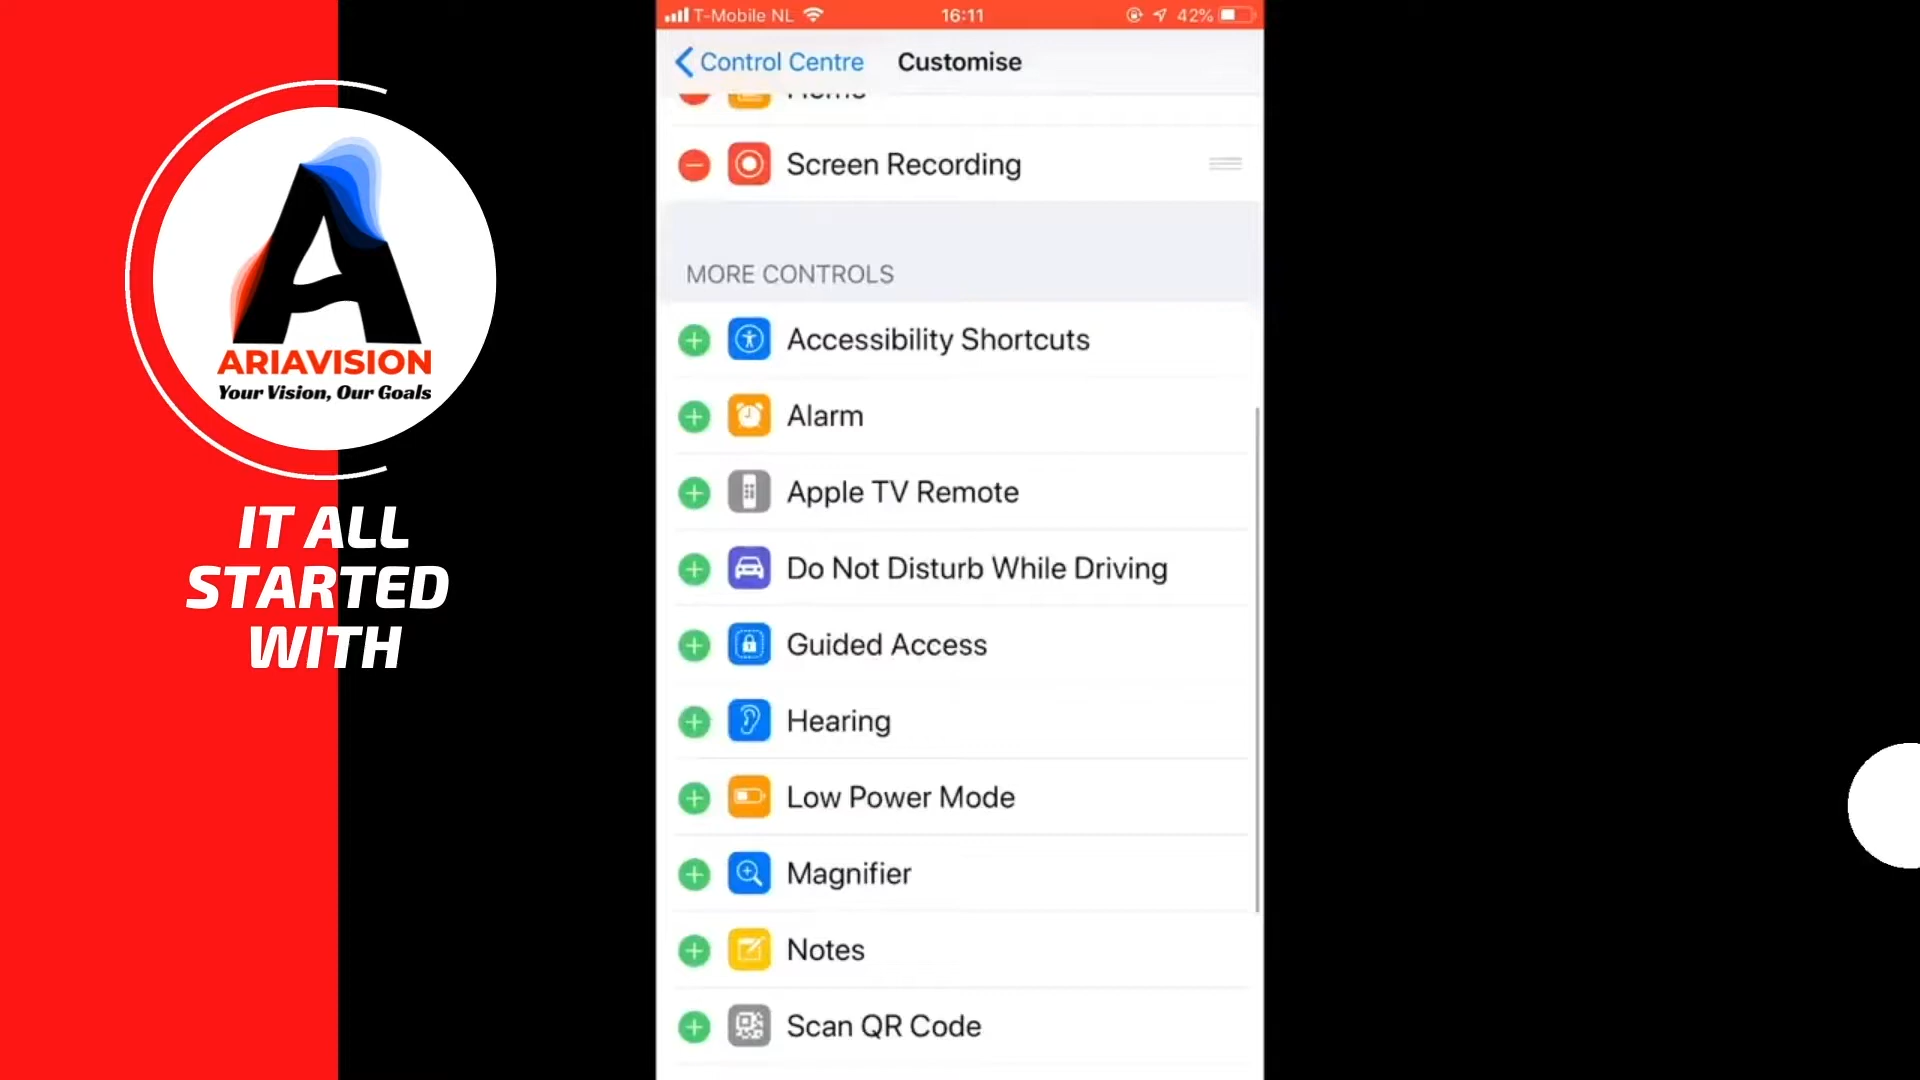 ARIAVISION
Your Vision, Our Goals
IT ALL
STARTED
WITH
T-Mobile NL
16:11
42%
Control Centre
Customise
Home
Screen Recording
MORE CONTROLS
Accessibility Shortcuts
Alarm
Apple TV Remote
Do Not Disturb While Driving
Guided Access
Hearing
Low Power Mode
Magnifier
Notes
Scan QR Code